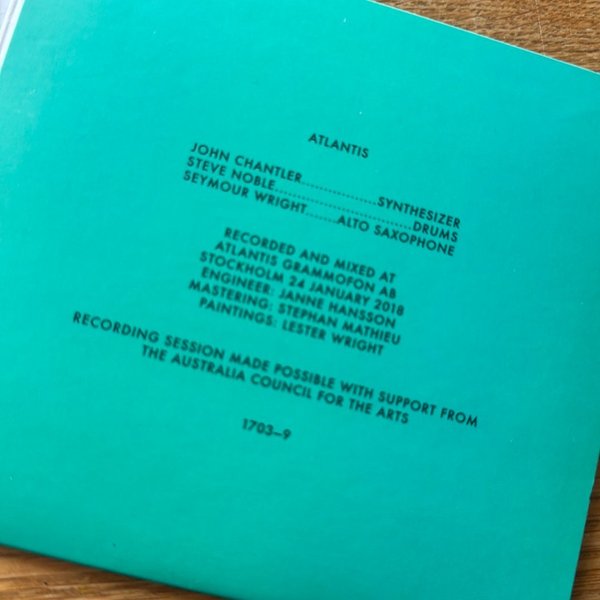 ATLANTIS
JOHN CHANTLER..................SYNTHESIZER
STEVE NOBLE................................DRUMS
SEYMOUR WRIGHT.......ALTO SAXOPHONE
RECORDED AND MIXED AT
ATLANTIS GRAMMOFON AB
STOCKHOLM 24 JANUARY 2018
ENGINEER: JANNE HANSSON
MASTERING: STEPHAN MATHIEU
PAINTINGS: LESTER WRIGHT
RECORDING SESSION MADE POSSIBLE WITH SUPPORT FROM
THE AUSTRALIA COUNCIL FOR THE ARTS
1703–9